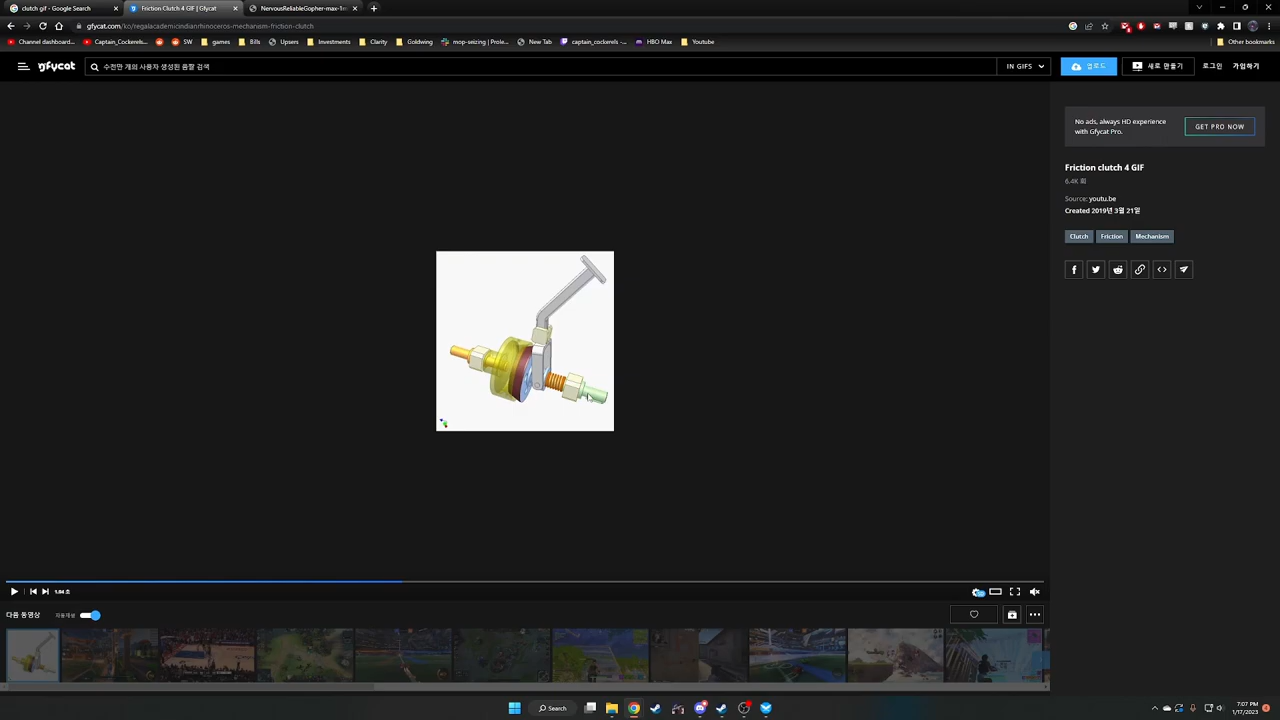 clutch gif - Google Search
Friction Clutch 4 GIF | Gfycat
NervousReliableGopher-max-1m
gfycat.com/ko/regalacademicindianrhinoceros-mechanism-friction-clutch
Channel dashboard...
Captain_Cockerels...
SW
games
Bills
Upsers
Investments
Clarity
Goldwing
mop-seizing | Prole...
New Tab
captain_cockerels -...
HBO Max
Youtube
Other bookmarks
gfycat
수천만 개의 사용자 생성된 움짤 검색
IN GIFS
업로드
새로 만들기
로그인
가입하기
No ads, always HD experience
with Gfycat Pro.
GET PRO NOW
Friction clutch 4 GIF
6.4K 회
Source: youtu.be
Created 2019년 3월 21일
Clutch
Friction
Mechanism
1.84 초
다음 동영상
자동재생
Search
7:07 PM
1/17/2023